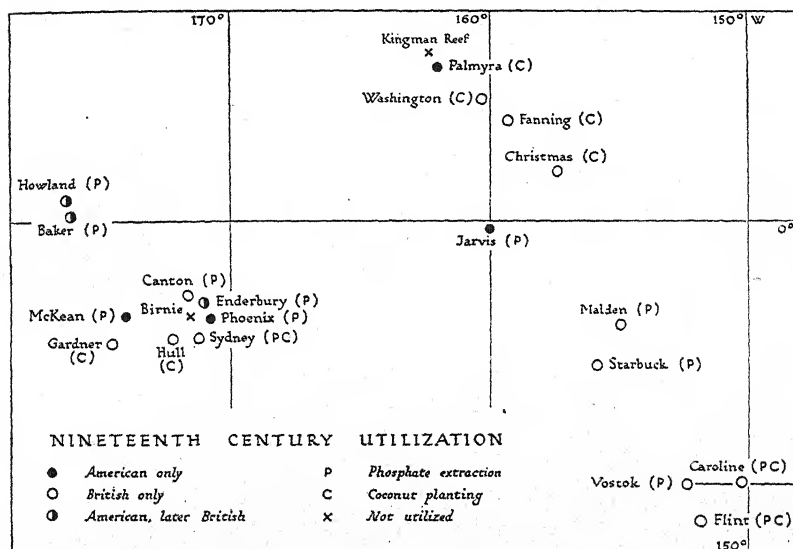 170° 160° 150° W
Kingman Reef
×
Palmyra (C)
Washington (C)
Fanning (C)
Christmas (C)
Howland (P)
Baker (P)
0°
Jarvis (P)
Canton (P)
Enderbury (P)
Birnie ×
McKean (P)
Phoenix (P)
Malden (P)
Gardner
(C)
Hull
(C)
Sydney (PC)
Starbuck (P)
NINETEENTH CENTURY UTILIZATION
American only P Phosphate extraction
British only C Coconut planting
American, later British × Not utilized
Caroline (PC)
Vostok (P)
Flint (PC)
150°